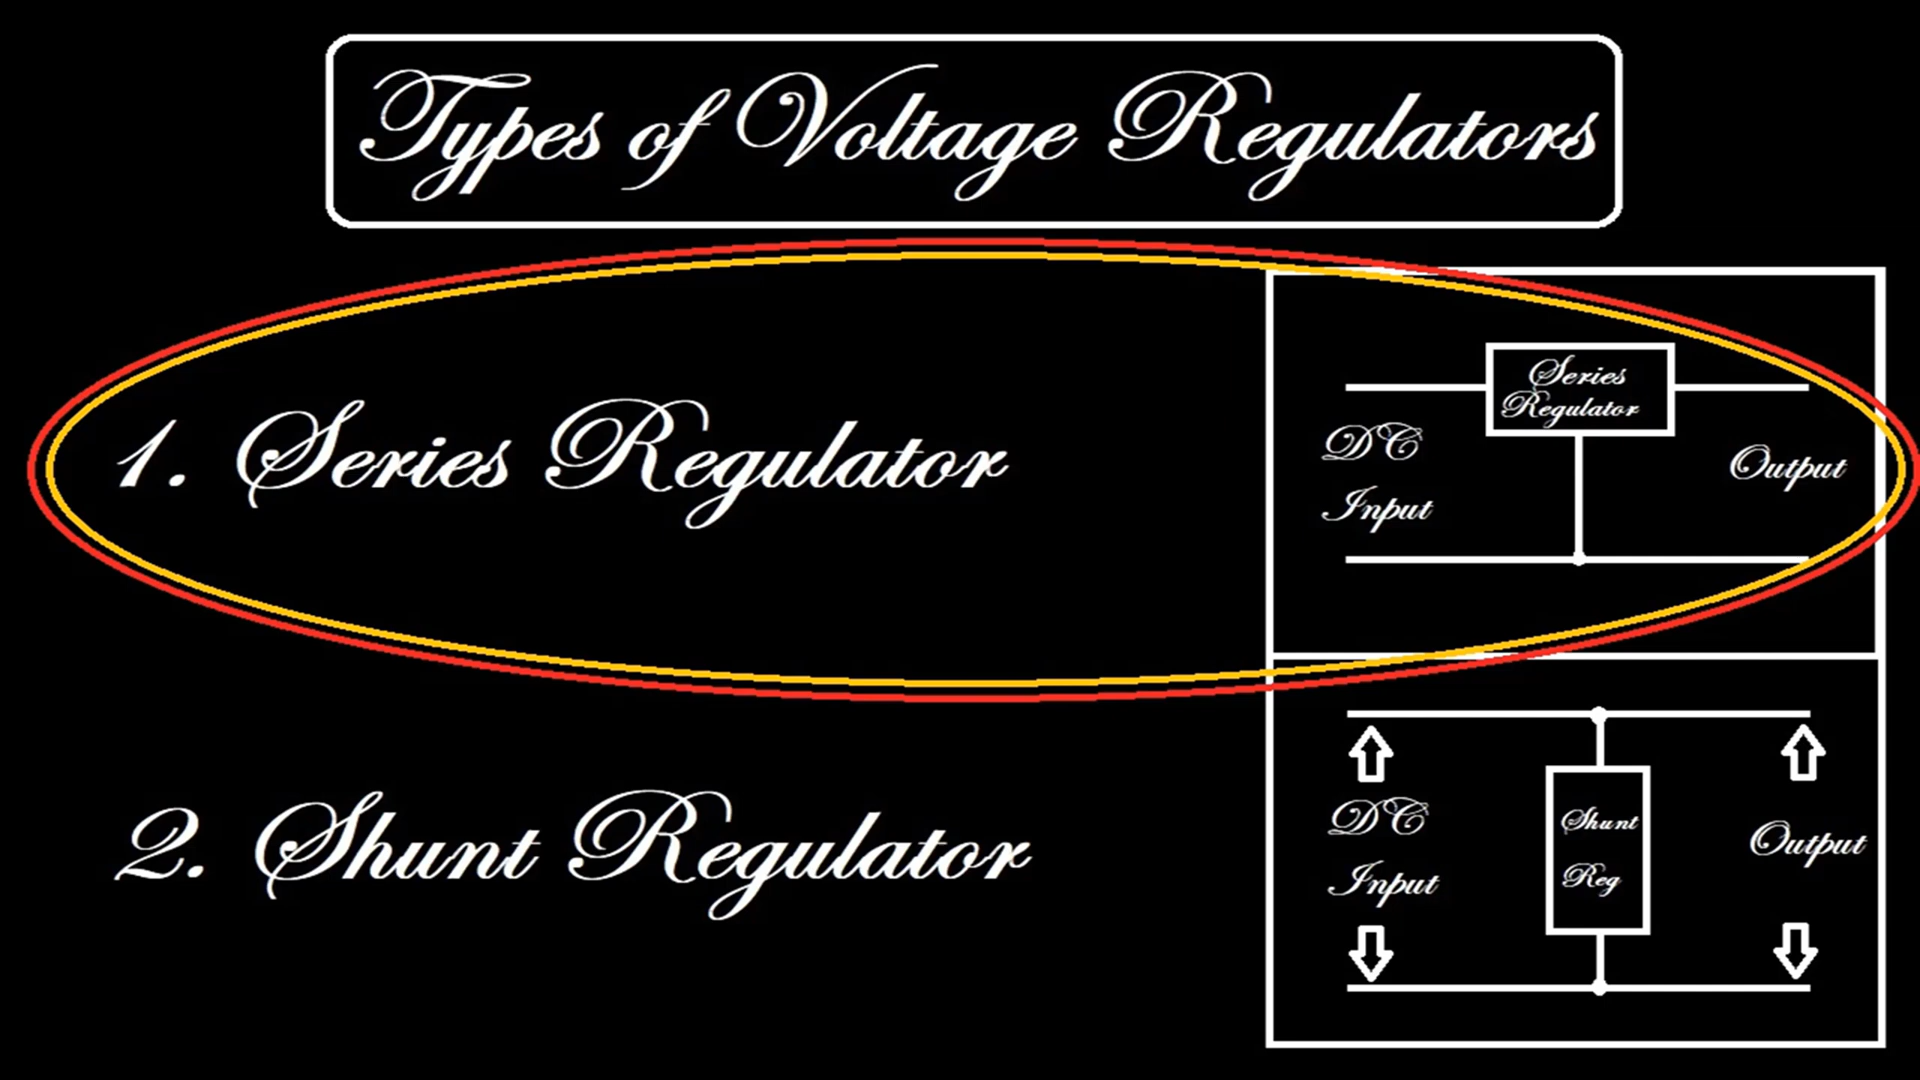 Types of Voltage Regulators
1. Series Regulator
Series
Regulator
DC
Input
Output
2. Shunt Regulator
Shunt
Reg
DC
Input
Output